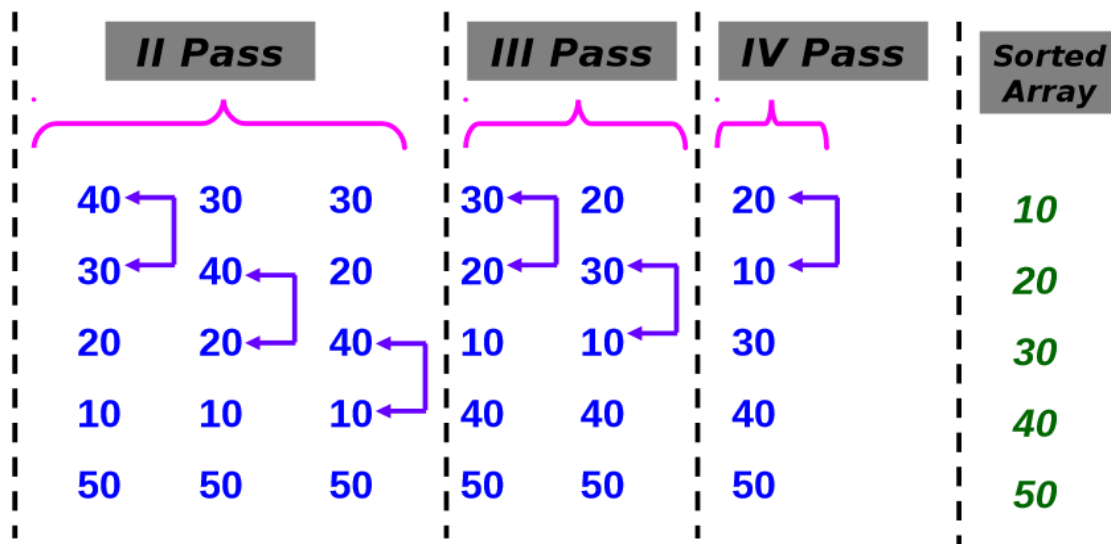 II Pass III Pass IV Pass Sorted
Array
40 30 30 30 20 20 10
30 40 20 20 30 10 20
20 20 40 10 10 30 30
10 10 10 40 40 40 40
50 50 50 50 50 50 50